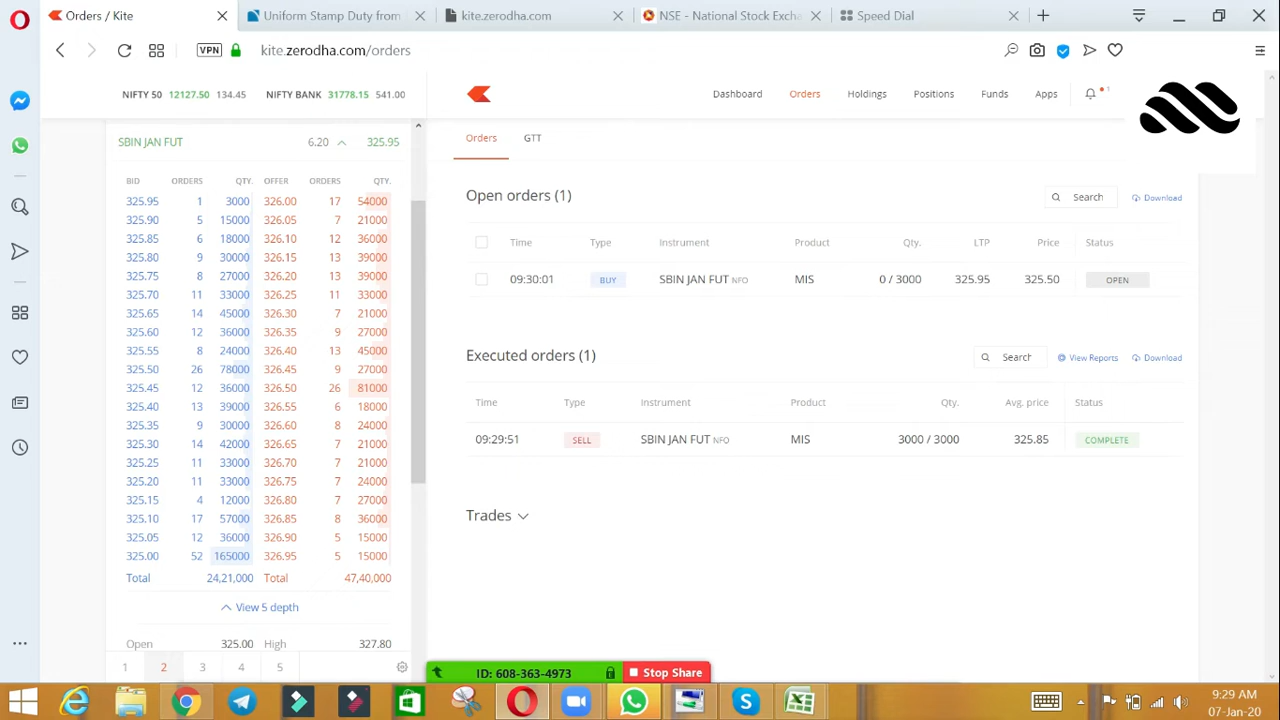 Orders / Kite
Uniform Stamp Duty from
kite.zerodha.com
NSE - National Stock Excha
Speed Dial
VPN
kite.zerodha.com/orders
NIFTY 50 12127.50 134.45 NIFTY BANK 31778.15 541.00
Dashboard Orders Holdings Positions Funds Apps 1
SBIN JAN FUT 6.20 325.95
Orders GTT
BID ORDERS QTY. OFFER ORDERS QTY.
325.95 1 3000 326.00 17 54000
325.90 5 15000 326.05 7 21000
325.85 6 18000 326.10 12 36000
325.80 9 30000 326.15 13 39000
325.75 8 27000 326.20 13 39000
325.70 11 33000 326.25 11 33000
325.65 14 45000 326.30 7 21000
325.60 12 36000 326.35 9 27000
325.55 8 24000 326.40 13 45000
325.50 26 78000 326.45 9 27000
325.45 12 36000 326.50 26 81000
325.40 13 39000 326.55 6 18000
325.35 9 30000 326.60 8 24000
325.30 14 42000 326.65 7 21000
325.25 11 33000 326.70 7 21000
325.20 11 33000 326.75 7 24000
325.15 4 12000 326.80 7 27000
325.10 17 57000 326.85 8 36000
325.05 12 36000 326.90 5 15000
325.00 52 165000 326.95 5 15000
Total 24,21,000 Total 47,40,000
View 5 depth
Open 325.00 High 327.80
1 2 3 4 5
Open orders (1)
Search Download
Time Type Instrument Product Qty. LTP Price Status
09:30:01 BUY SBIN JAN FUT NFO MIS 0 / 3000 325.95 325.50 OPEN
Executed orders (1)
Search View Reports Download
Time Type Instrument Product Qty. Avg. price Status
09:29:51 SELL SBIN JAN FUT NFO MIS 3000 / 3000 325.85 COMPLETE
Trades
ID: 608-363-4973 Stop Share
9:29 AM
07-Jan-20